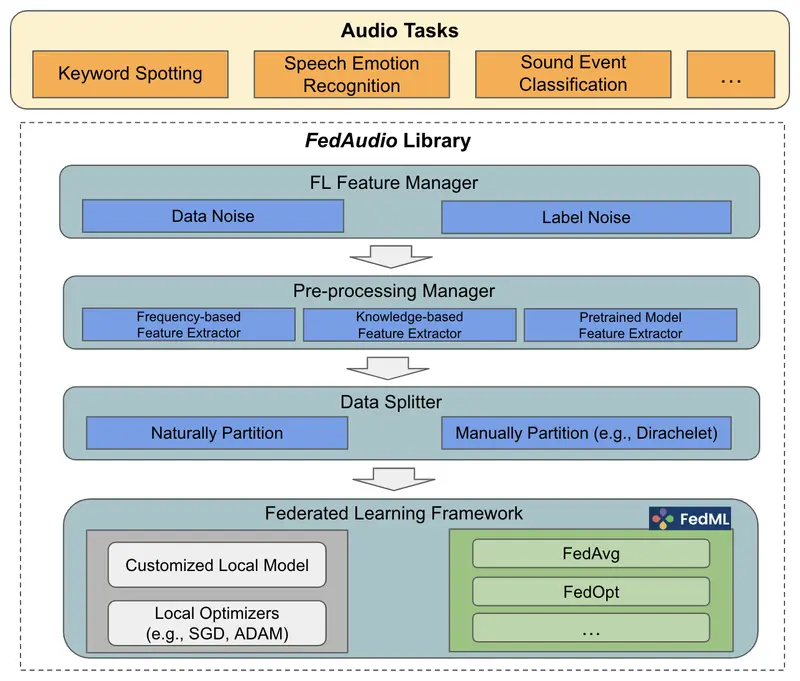 Audio Tasks
Keyword Spotting
Speech Emotion
Recognition
Sound Event
Classification
...
FedAudio Library
FL Feature Manager
Data Noise
Label Noise
Pre-processing Manager
Frequency-based
Feature Extractor
Knowledge-based
Feature Extractor
Pretrained Model
Feature Extractor
Data Splitter
Naturally Partition
Manually Partition (e.g., Dirachelet)
Federated Learning Framework
FedML
Customized Local Model
Local Optimizers
(e.g., SGD, ADAM)
FedAvg
FedOpt
...